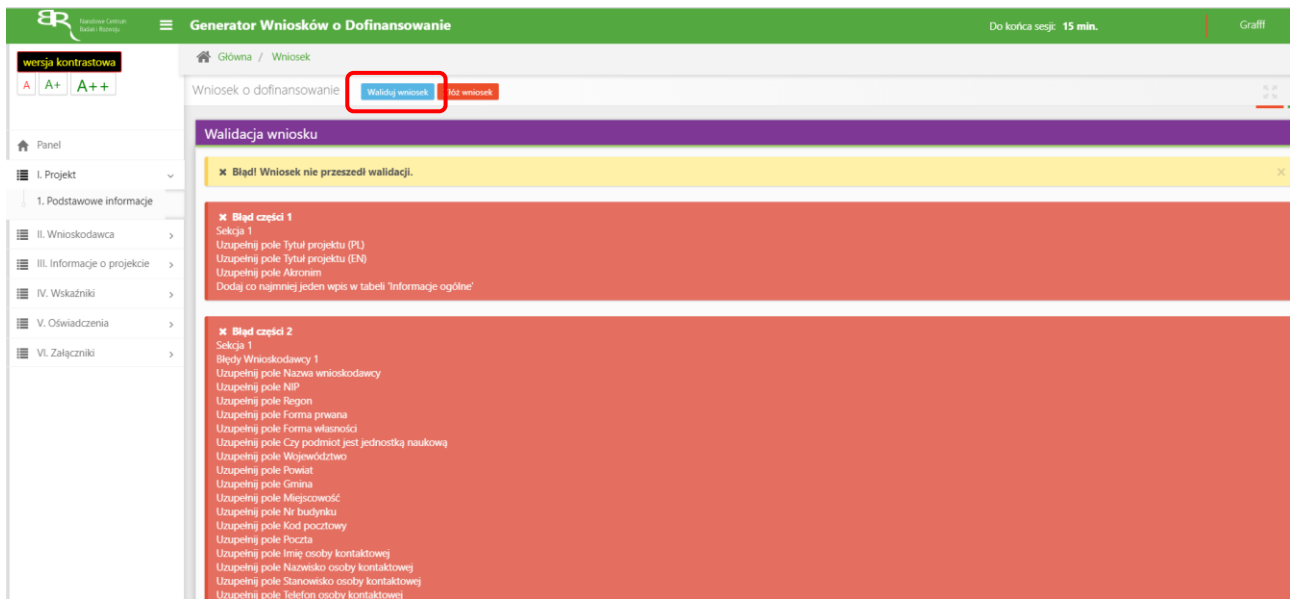 Narodowe Centrum
Badań i Rozwoju
Generator Wniosków o Dofinansowanie
Do końca sesji: 15 min.
Grafff
wersja kontrastowa
A A+ A++
Główna / Wniosek
Wniosek o dofinansowanie
Waliduj wniosek
wniosek
Panel
I. Projekt
1. Podstawowe informacje
II. Wnioskodawca
III. Informacje o projekcie
IV. Wskaźniki
V. Oświadczenia
VI. Załączniki
Walidacja wniosku
Błąd! Wniosek nie przeszedł walidacji.
Błąd części 1
Sekcja 1
Uzupełnij pole Tytuł projektu (PL)
Uzupełnij pole Tytuł projektu (EN)
Uzupełnij pole Akronim
Dodaj co najmniej jeden wpis w tabeli 'Informacje ogólne'
Błąd części 2
Sekcja 1
Błędy Wnioskodawcy 1
Uzupełnij pole Nazwa wnioskodawcy
Uzupełnij pole NIP
Uzupełnij pole Regon
Uzupełnij pole Forma prwana
Uzupełnij pole Forma własności
Uzupełnij pole Czy podmiot jest jednostką naukową
Uzupełnij pole Województwo
Uzupełnij pole Powiat
Uzupełnij pole Gmina
Uzupełnij pole Miejscowość
Uzupełnij pole Nr budynku
Uzupełnij pole Kod pocztowy
Uzupełnij pole Poczta
Uzupełnij pole Imię osoby kontaktowej
Uzupełnij pole Nazwisko osoby kontaktowej
Uzupełnij pole Stanowisko osoby kontaktowej
Uzupełnij pole Telefon osoby kontaktowej